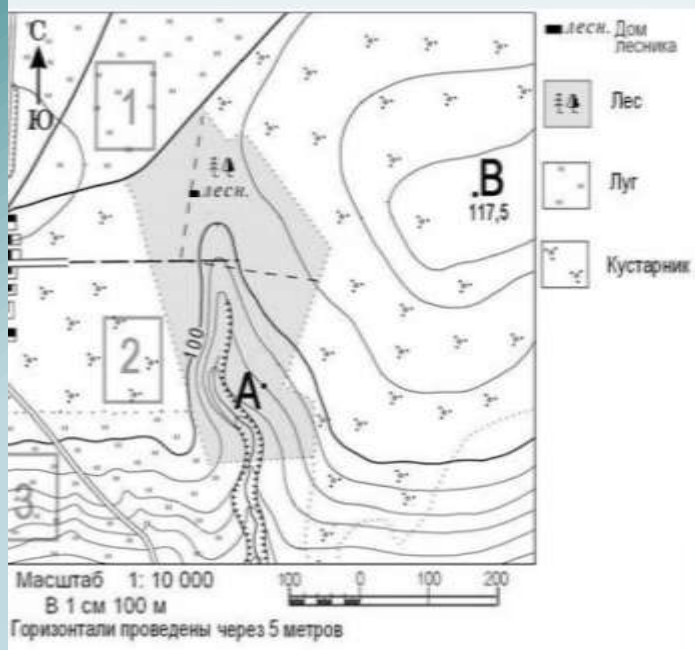 С
Ю
1
лесн.
.В
117,5
100
2
А
3
лесн. Дом
лесника
Лес
Луг
Кустарник
Масштаб 1: 10 000
В 1 см 100 м
Горизонтали проведены через 5 метров
100 0 100 200